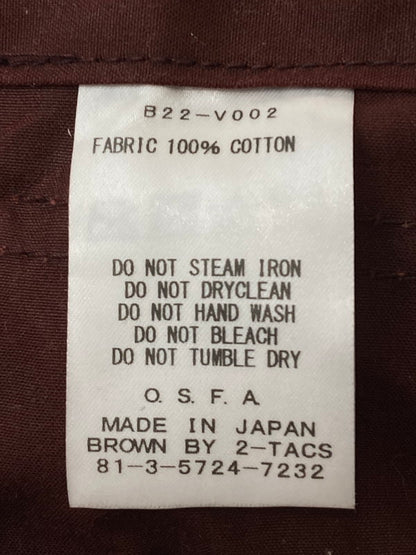 B22-V002
FABRIC 100% COTTON
DO NOT STEAM IRON
DO NOT DRYCLEAN
DO NOT HAND WASH
DO NOT BLEACH
DO NOT TUMBLE DRY
O. S. F. A.
MADE IN JAPAN
BROWN BY 2-TACS
81-3-5724-7232